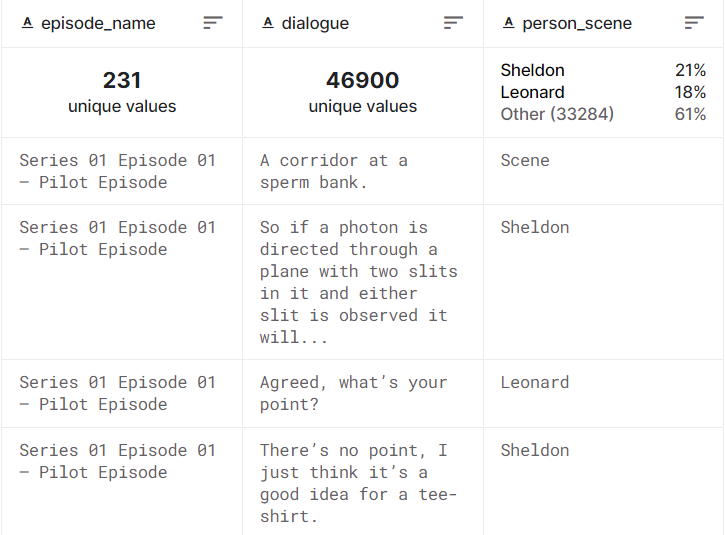 A episode_name
A dialogue
A person_scene
231
unique values
46900
unique values
Sheldon 21%
Leonard 18%
Other (33284) 61%
Series 01 Episode 01
– Pilot Episode
A corridor at a
sperm bank.
Scene
Series 01 Episode 01
– Pilot Episode
So if a photon is
directed through a
plane with two slits
in it and either
slit is observed it
will...
Sheldon
Series 01 Episode 01
– Pilot Episode
Agreed, what’s your
point?
Leonard
Series 01 Episode 01
– Pilot Episode
There’s no point, I
just think it’s a
good idea for a tee-
shirt.
Sheldon